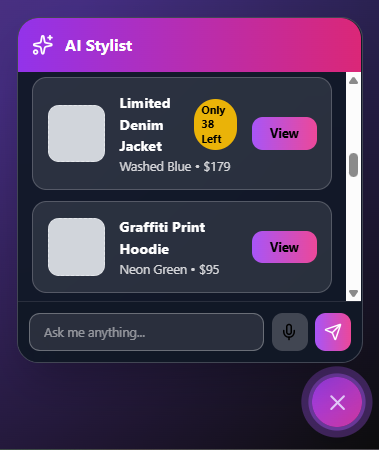 AI Stylist
Limited
Denim
Jacket
Only
38
Left
View
Washed Blue • $179
Graffiti Print
Hoodie
View
Neon Green • $95
Ask me anything...